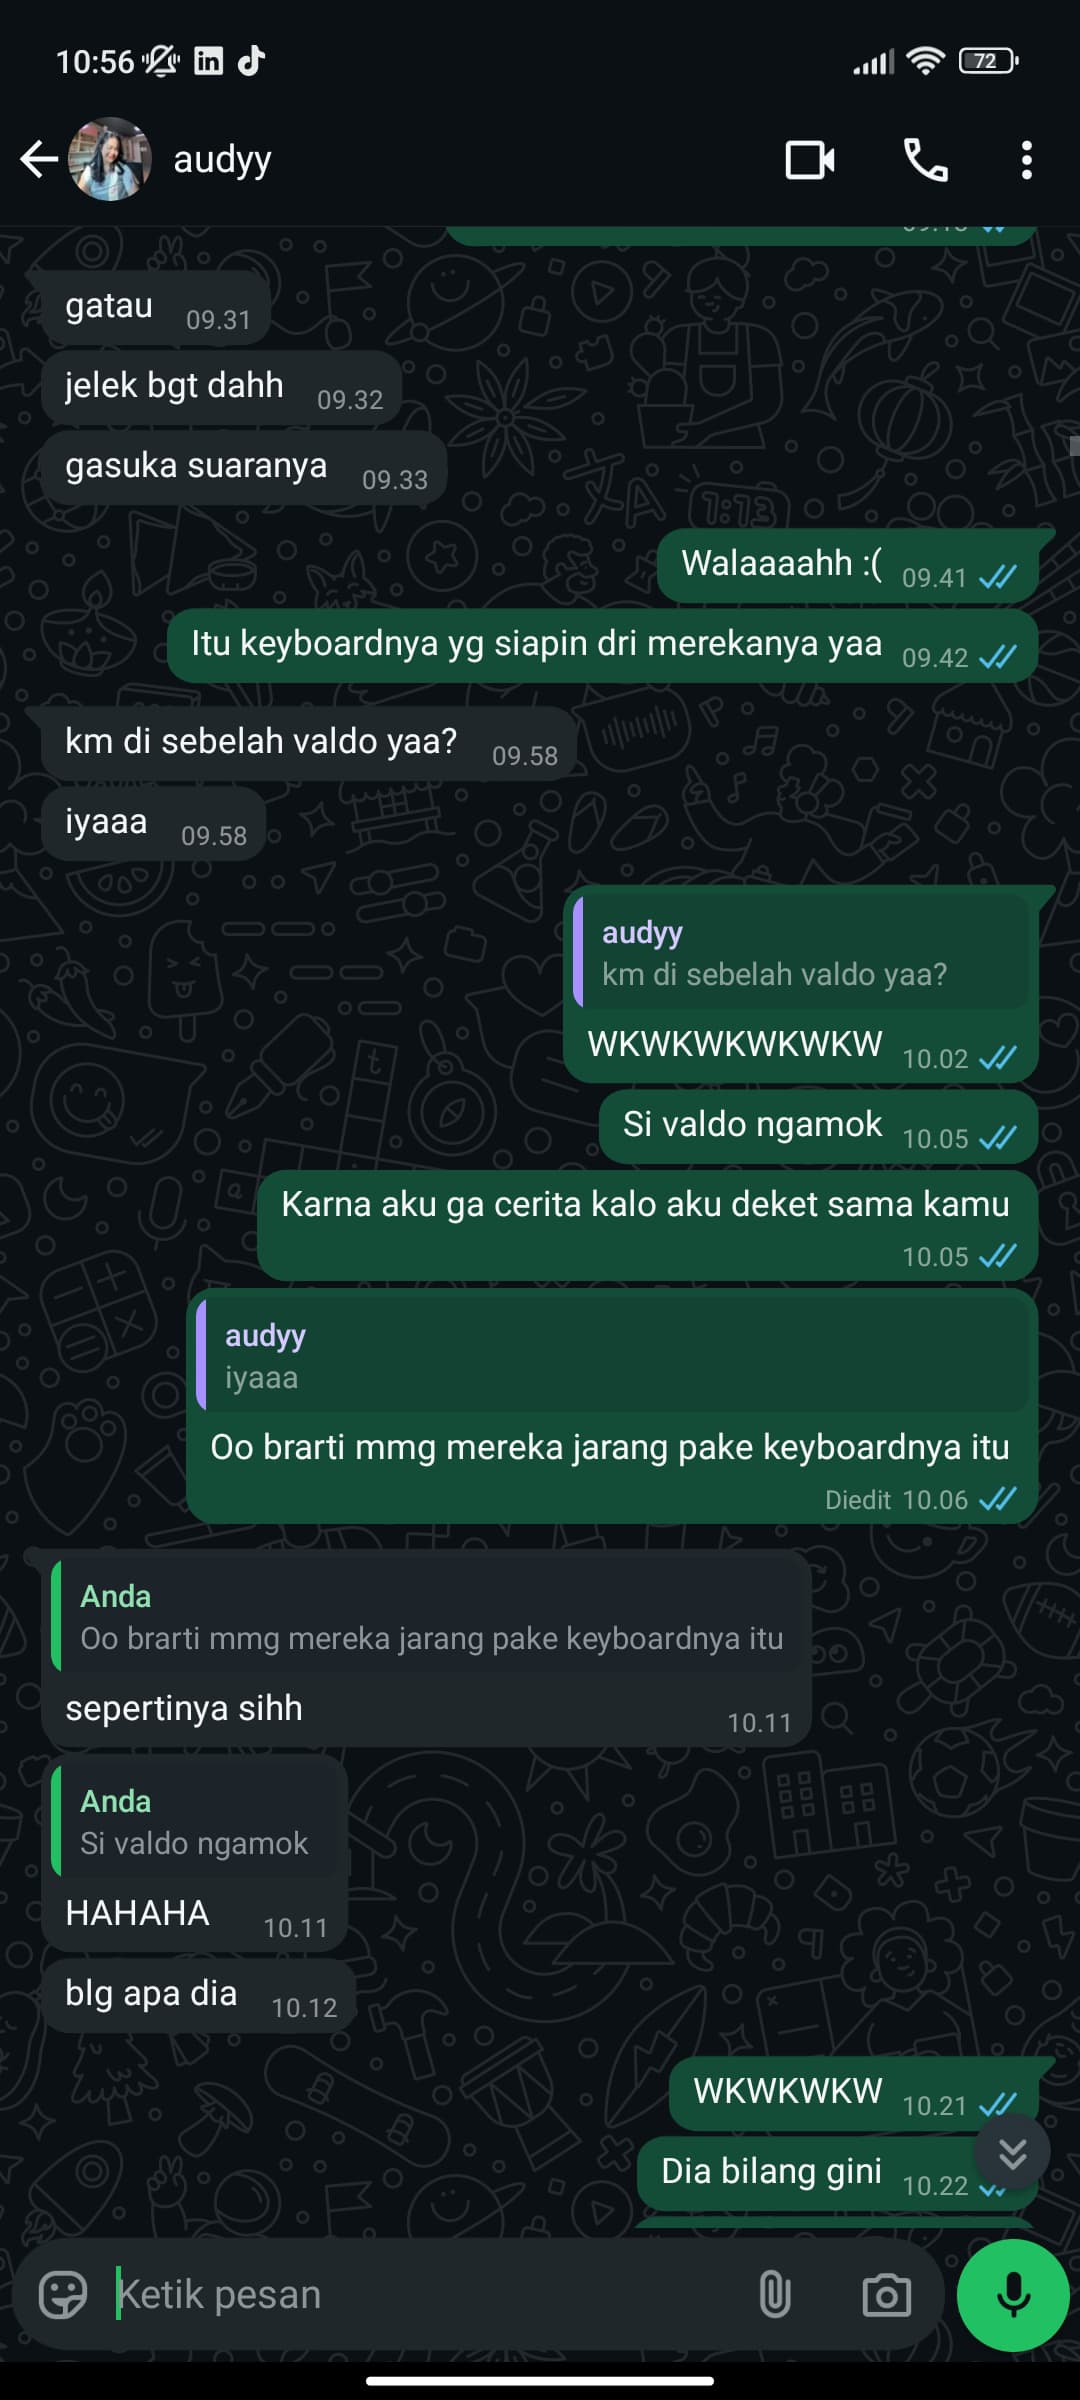 10:56
72
audyy
gatau 09.31
jelek bgt dahh 09.32
gasuka suaranya 09.33
Walaaaahh :( 09.41
Itu keyboardnya yg siapin dri merekanya yaa 09.42
km di sebelah valdo yaa? 09.58
iyaaa 09.58
audyy
km di sebelah valdo yaa?
WKWKWKWKWKW 10.02
Si valdo ngamok 10.05
Karna aku ga cerita kalo aku deket sama kamu
10.05
audyy
iyaaa
Oo brarti mmg mereka jarang pake keyboardnya itu
Diedit 10.06
Anda
Oo brarti mmg mereka jarang pake keyboardnya itu
sepertinya sihh 10.11
Anda
Si valdo ngamok
HAHAHA 10.11
blg apa dia 10.12
WKWKWKW 10.21
Dia bilang gini 10.22
Ketik pesan